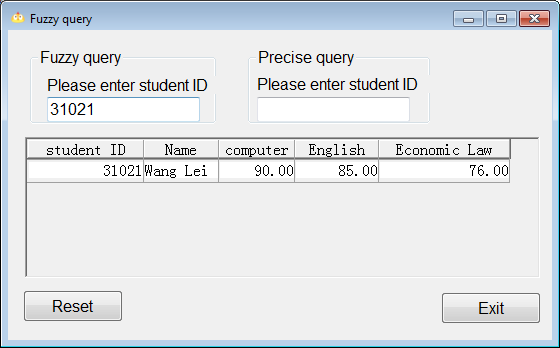 Fuzzy query
Fuzzy query Precise query
Please enter student ID Please enter student ID
31021
student ID Name computer English Economic Law
31021 Wang Lei 90.00 85.00 76.00
Reset Exit